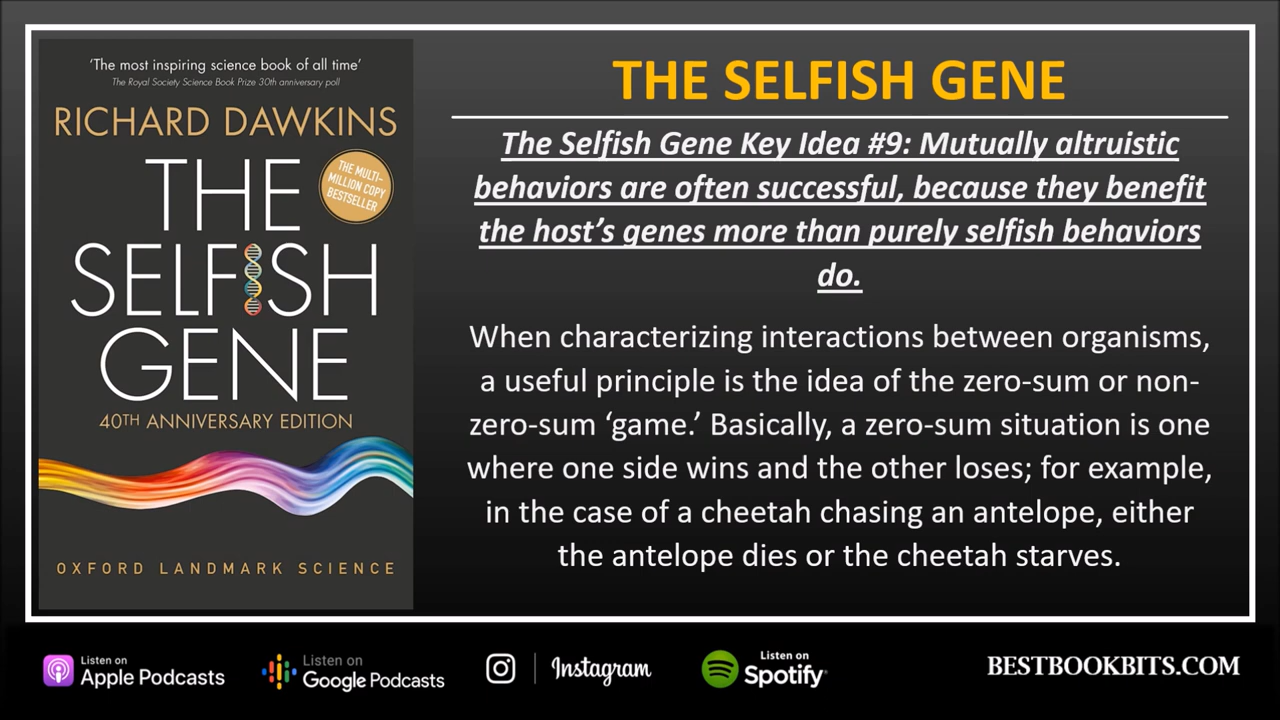 'The most inspiring science book of all time'
The Royal Society Science Book Prize 30th anniversary poll
RICHARD DAWKINS
THE
THE MULTI-
MILLION COPY
BESTSELLER
SELFISH
GENE
40TH ANNIVERSARY EDITION
OXFORD LANDMARK SCIENCE
THE SELFISH GENE
The Selfish Gene Key Idea #9: Mutually altruistic
behaviors are often successful, because they benefit
the host's genes more than purely selfish behaviors
do.
When characterizing interactions between organisms,
a useful principle is the idea of the zero-sum or non-
zero-sum 'game.' Basically, a zero-sum situation is one
where one side wins and the other loses; for example,
in the case of a cheetah chasing an antelope, either
the antelope dies or the cheetah starves.
Listen on
Apple Podcasts
Listen on
Google Podcasts
Instagram
Listen on
Spotify
BESTBOOKBITS.COM